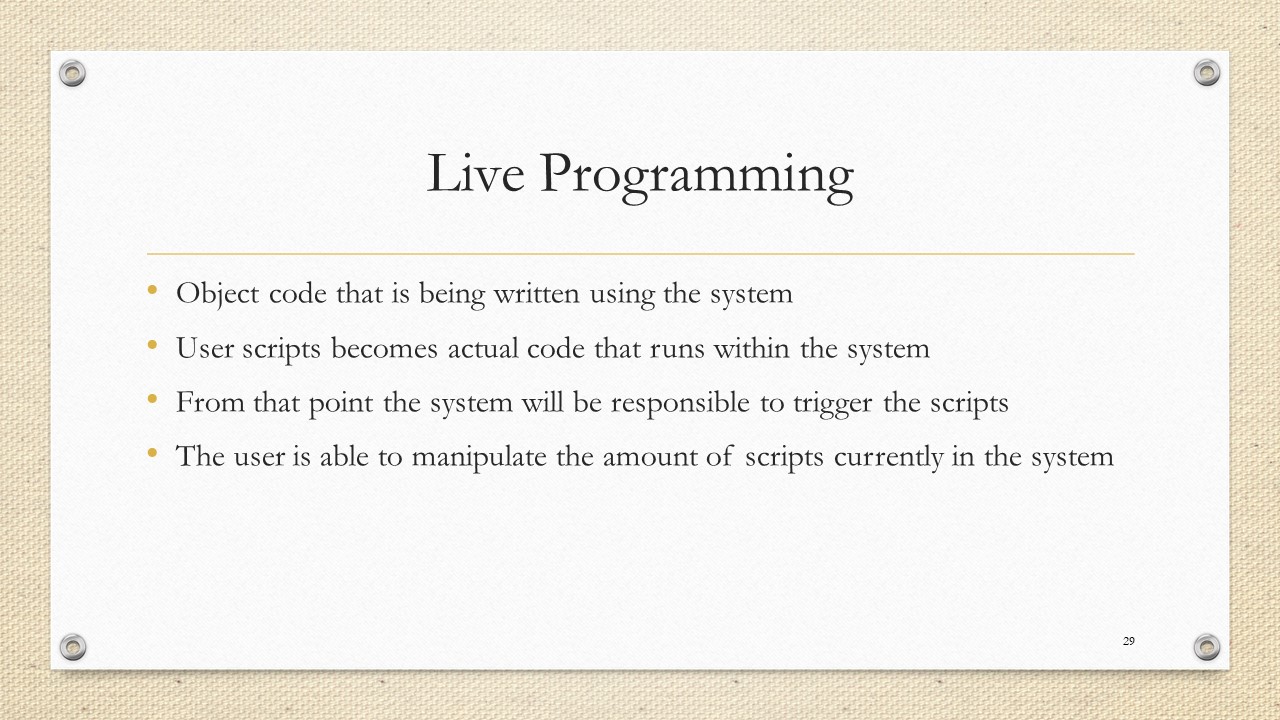 Live Programming
• Object code that is being written using the system
• User scripts becomes actual code that runs within the system
• From that point the system will be responsible to trigger the scripts
• The user is able to manipulate the amount of scripts currently in the system
29